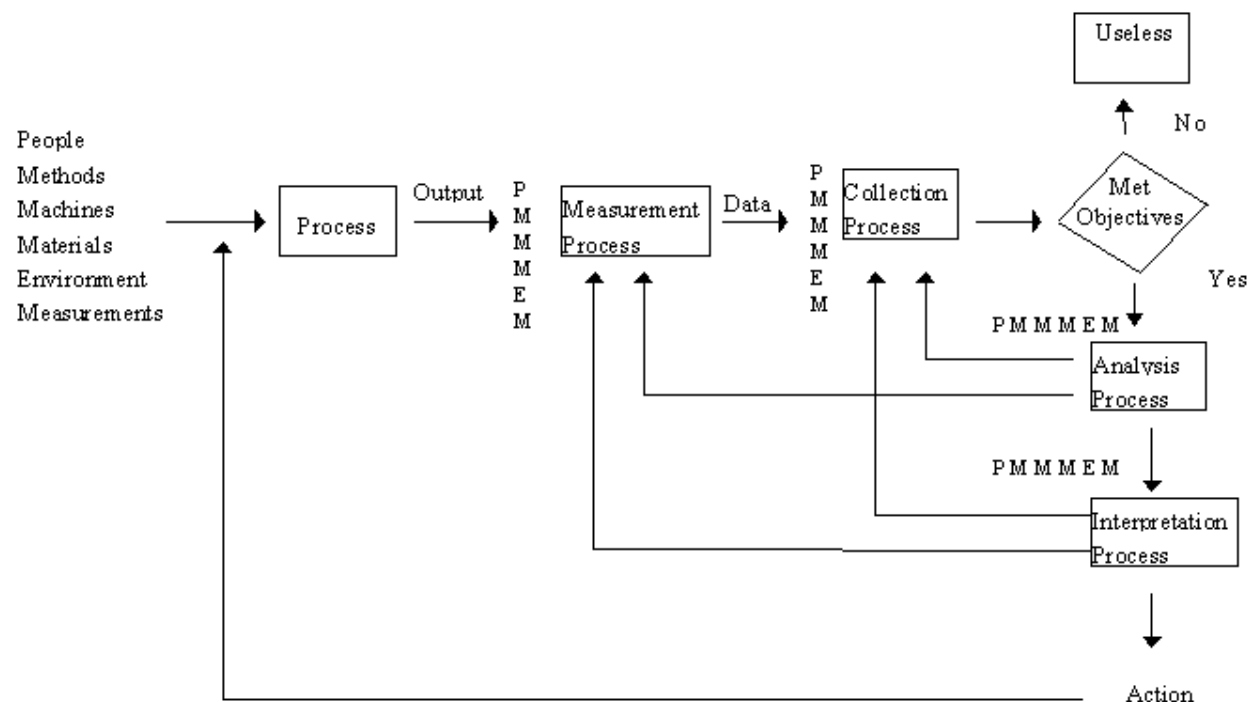 Useless
No
People
Methods
Machines
Materials
Environment
Measurements
Process
Output
P
M
M
M
E
M
Measurement
Process
Data
P
M
M
M
E
M
Collection
Process
Met
Objectives
Yes
P M M M E M
Analysis
Process
P M M M E M
Interpretation
Process
Action